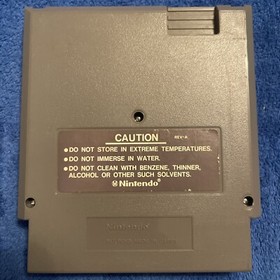 CAUTION
REV-A
• DO NOT STORE IN EXTREME TEMPERATURES.
• DO NOT IMMERSE IN WATER.
• DO NOT CLEAN WITH BENZENE, THINNER,
ALCOHOL OR OTHER SUCH SOLVENTS.
Nintendo